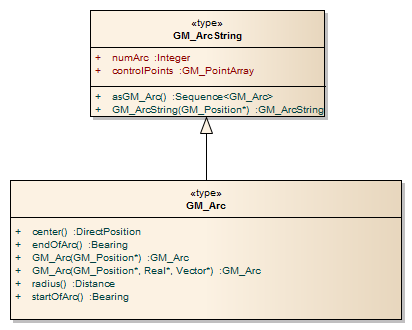 «type»
GM_ArcString
+ numArc :Integer
+ controlPoints :GM_PointArray
+ asGM_Arc() :Sequence<GM_Arc>
+ GM_ArcString(GM_Position*) :GM_ArcString
«type»
GM_Arc
+ center() :DirectPosition
+ endOfArc() :Bearing
+ GM_Arc(GM_Position*) :GM_Arc
+ GM_Arc(GM_Position*, Real*, Vector*) :GM_Arc
+ radius() :Distance
+ startOfArc() :Bearing